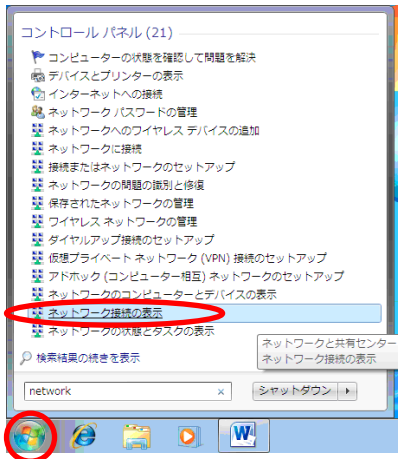 コントロール パネル (21)
コンピューターの状態を確認して問題を解決
デバイスとプリンターの表示
インターネットへの接続
ネットワーク パスワードの管理
ネットワークへのワイヤレス デバイスの追加
ネットワークに接続
接続またはネットワークのセットアップ
ネットワークの問題の識別と修復
保存されたネットワークの管理
ワイヤレス ネットワークの管理
ダイヤルアップ接続のセットアップ
仮想プライベート ネットワーク (VPN) 接続のセットアップ
アドホック (コンピューター相互) ネットワークのセットアップ
ネットワークのコンピューターとデバイスの表示
ネットワーク接続の表示
ネットワークの状態とタスクの表示
ネットワークと共有センター
ネットワーク接続の表示
検索結果の続きを表示
network
シャットダウン